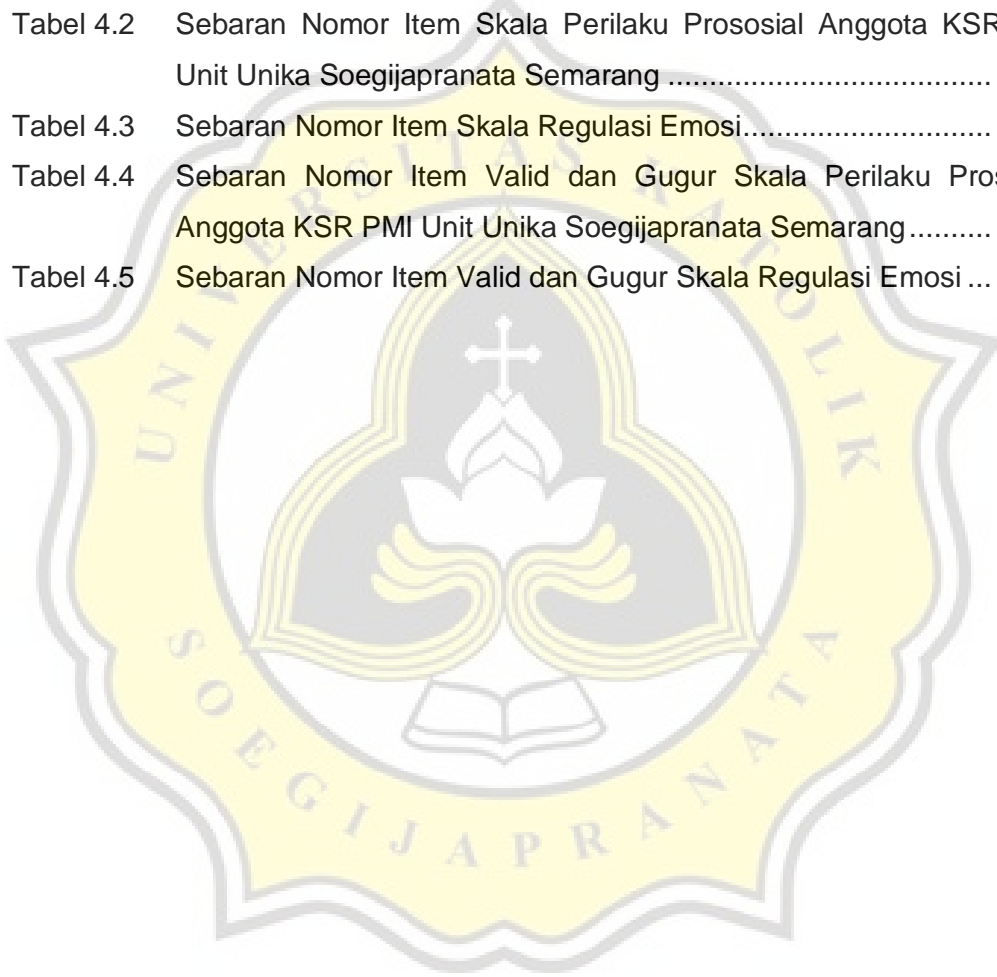 Tabel 4.2 Sebaran Nomor Item Skala Perilaku Prososial Anggota KSR
Unit Unika Soegijapranata Semarang .....................................
Tabel 4.3 Sebaran Nomor Item Skala Regulasi Emosi.............................
Tabel 4.4 Sebaran Nomor Item Valid dan Gugur Skala Perilaku
Anggota KSR PMI Unit Unika Soegijapranata Semarang ..........
Tabel 4.5 Sebaran Nomor Item Valid dan Gugur Skala Regulasi Emosi ...
UNIVERSITAS KATOLIK
SOEGIJAPRANATA